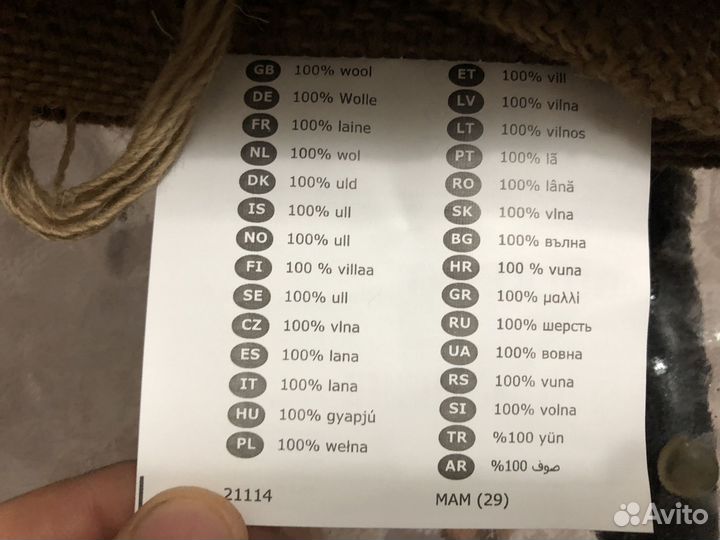 GB 100% wool
DE 100% Wolle
FR 100% laine
NL 100% wol
DK 100% uld
IS 100% ull
NO 100% ull
FI 100 % villaa
SE 100% ull
CZ 100% vlna
ES 100% lana
IT 100% lana
HU 100% gyapjú
PL 100% wełna
21114
ET 100% vill
LV 100% vilna
LT 100% vilnos
PT 100% lã
RO 100% lână
SK 100% vlna
BG 100% вълна
HR 100 % vuna
GR 100% μαλλί
RU 100% шерсть
UA 100% вовна
RS 100% vuna
SI 100% volna
TR %100 yün
AR %100 صوف
MAM (29)
Avito